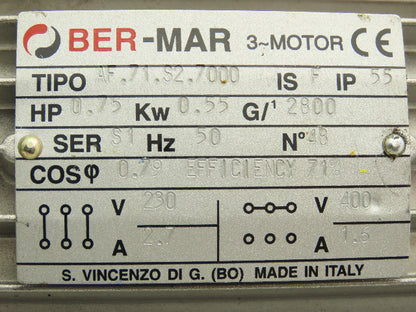 BER-MAR 3~MOTOR CE
TIPO AF.71.S2.7000 IS F IP 55
HP 0.75 Kw 0.55 G/¹ 2800
SER S1 Hz 50 N° 48
COSφ 0,79 EFFICIENCY 71%
V 230 V 400
A 2.7 A 1.6
S. VINCENZO DI G. (BO) MADE IN ITALY